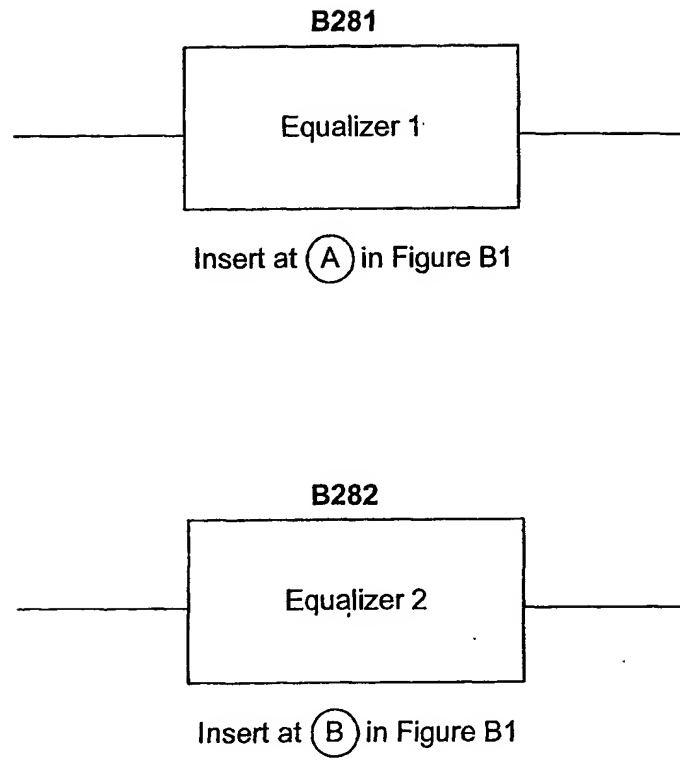 B281
Equalizer 1
Insert at A in Figure B1
B282
Equalizer 2
Insert at B in Figure B1